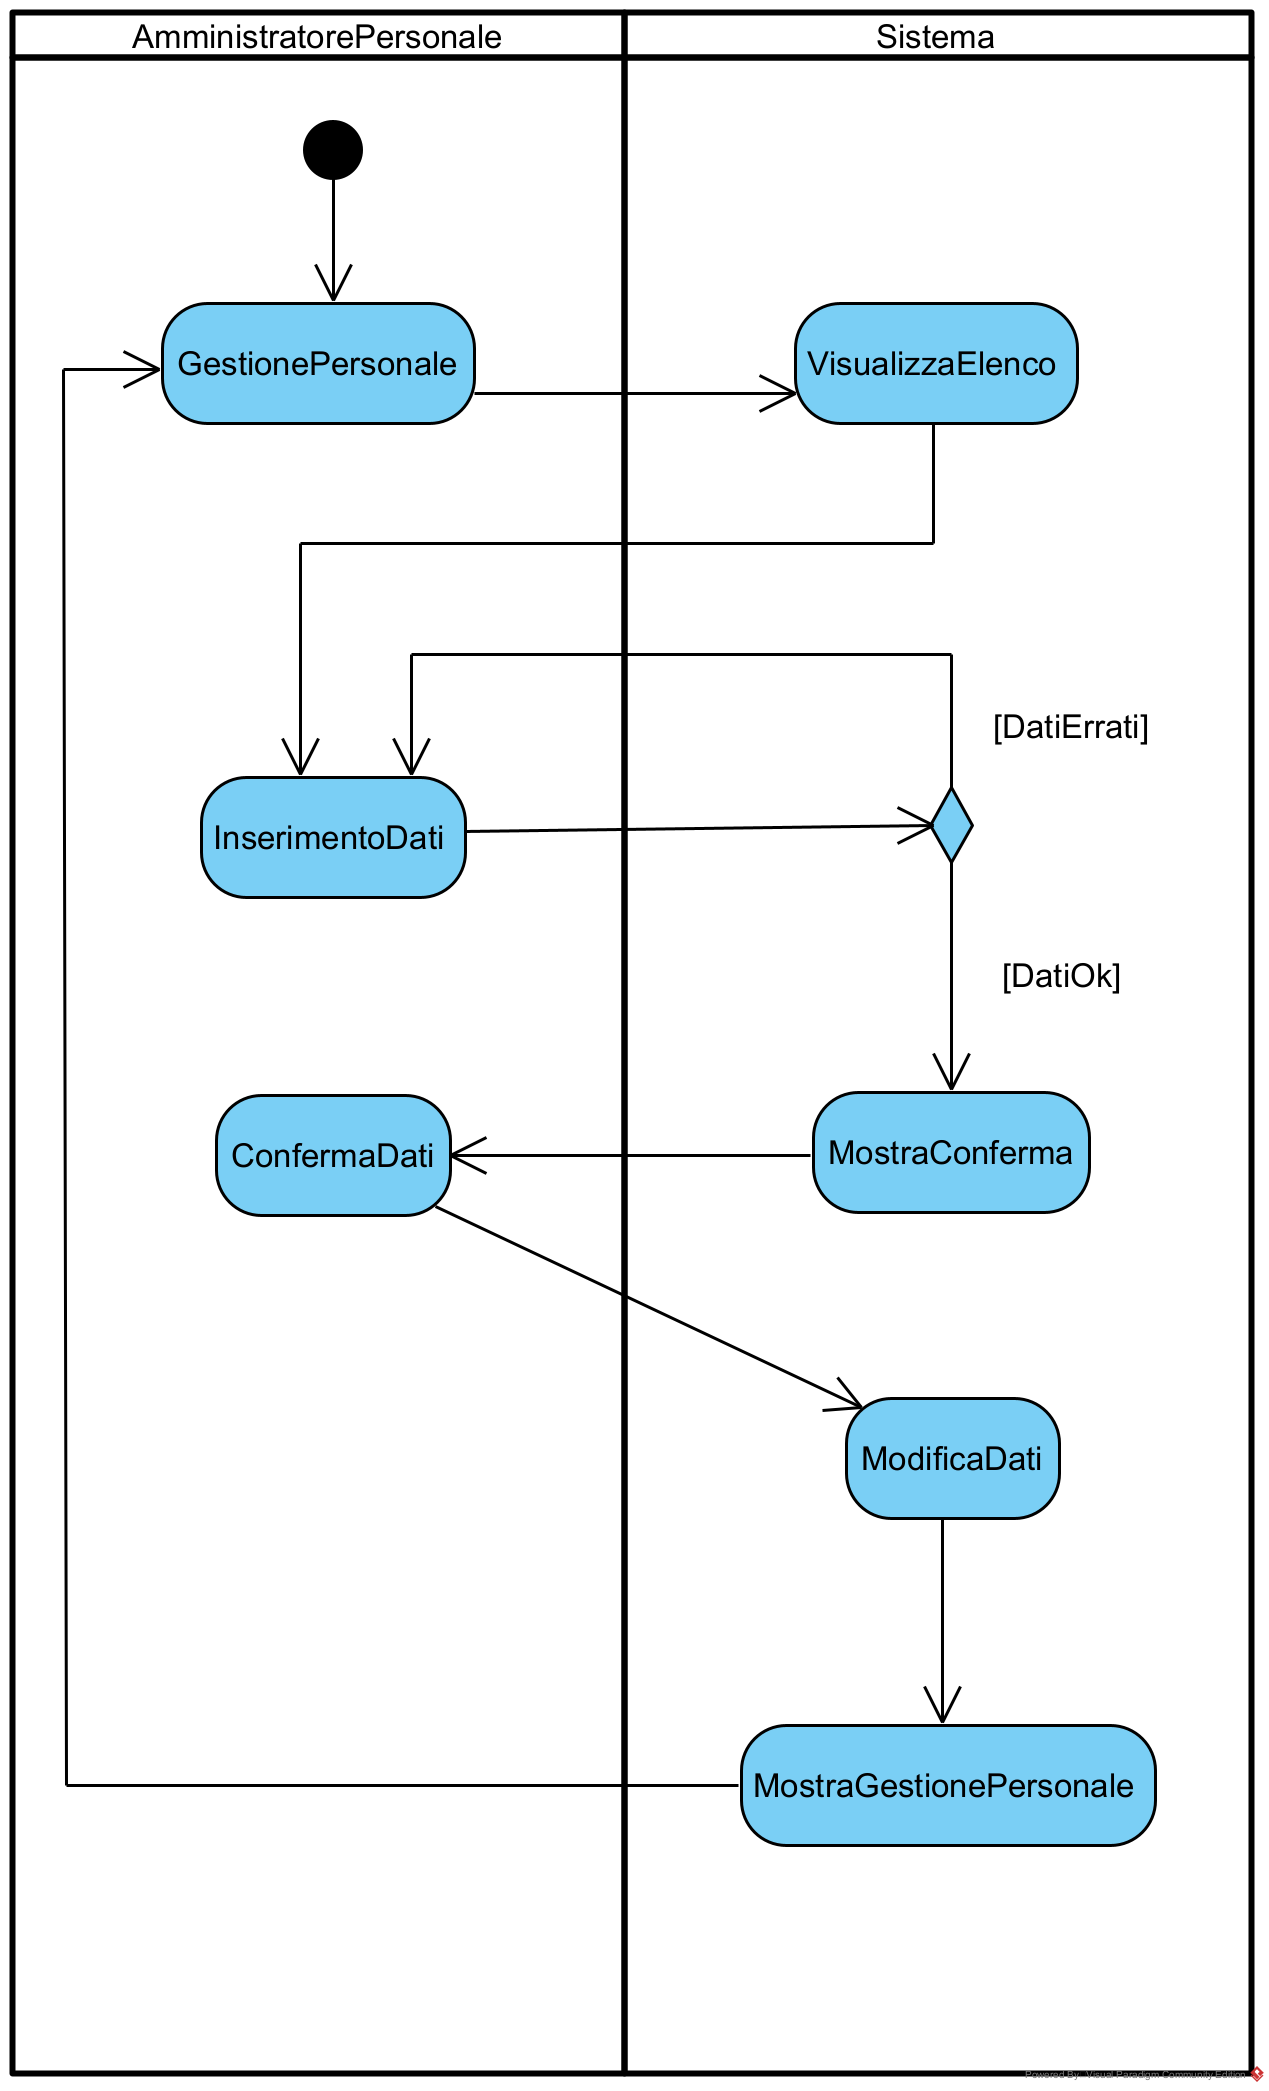 AmministratorePersonale
Sistema
GestionePersonale
VisualizzaElenco
[DatiErrati]
InserimentoDati
[DatiOk]
ConfermaDati
MostraConferma
ModificaDati
MostraGestionePersonale
Powered By Visual Paradigm Community Edition